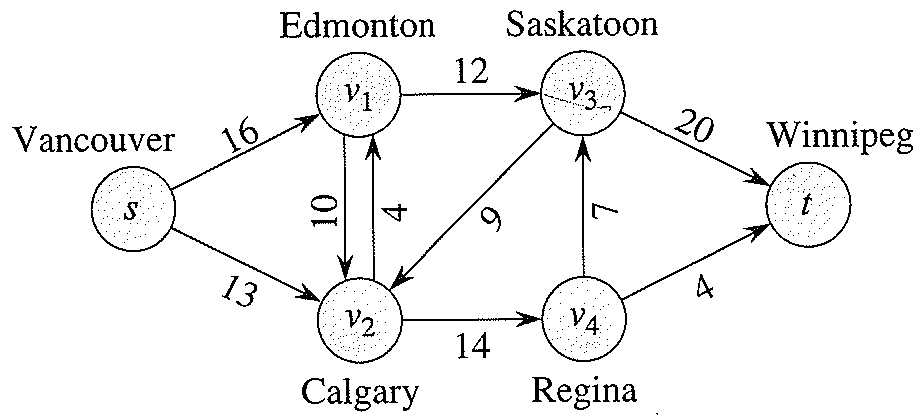 Edmonton
Saskatoon
12
v1
v3
Vancouver
16
20
Winnipeg
s
10
4
9
7
t
13
4
v2
v4
14
Calgary
Regina